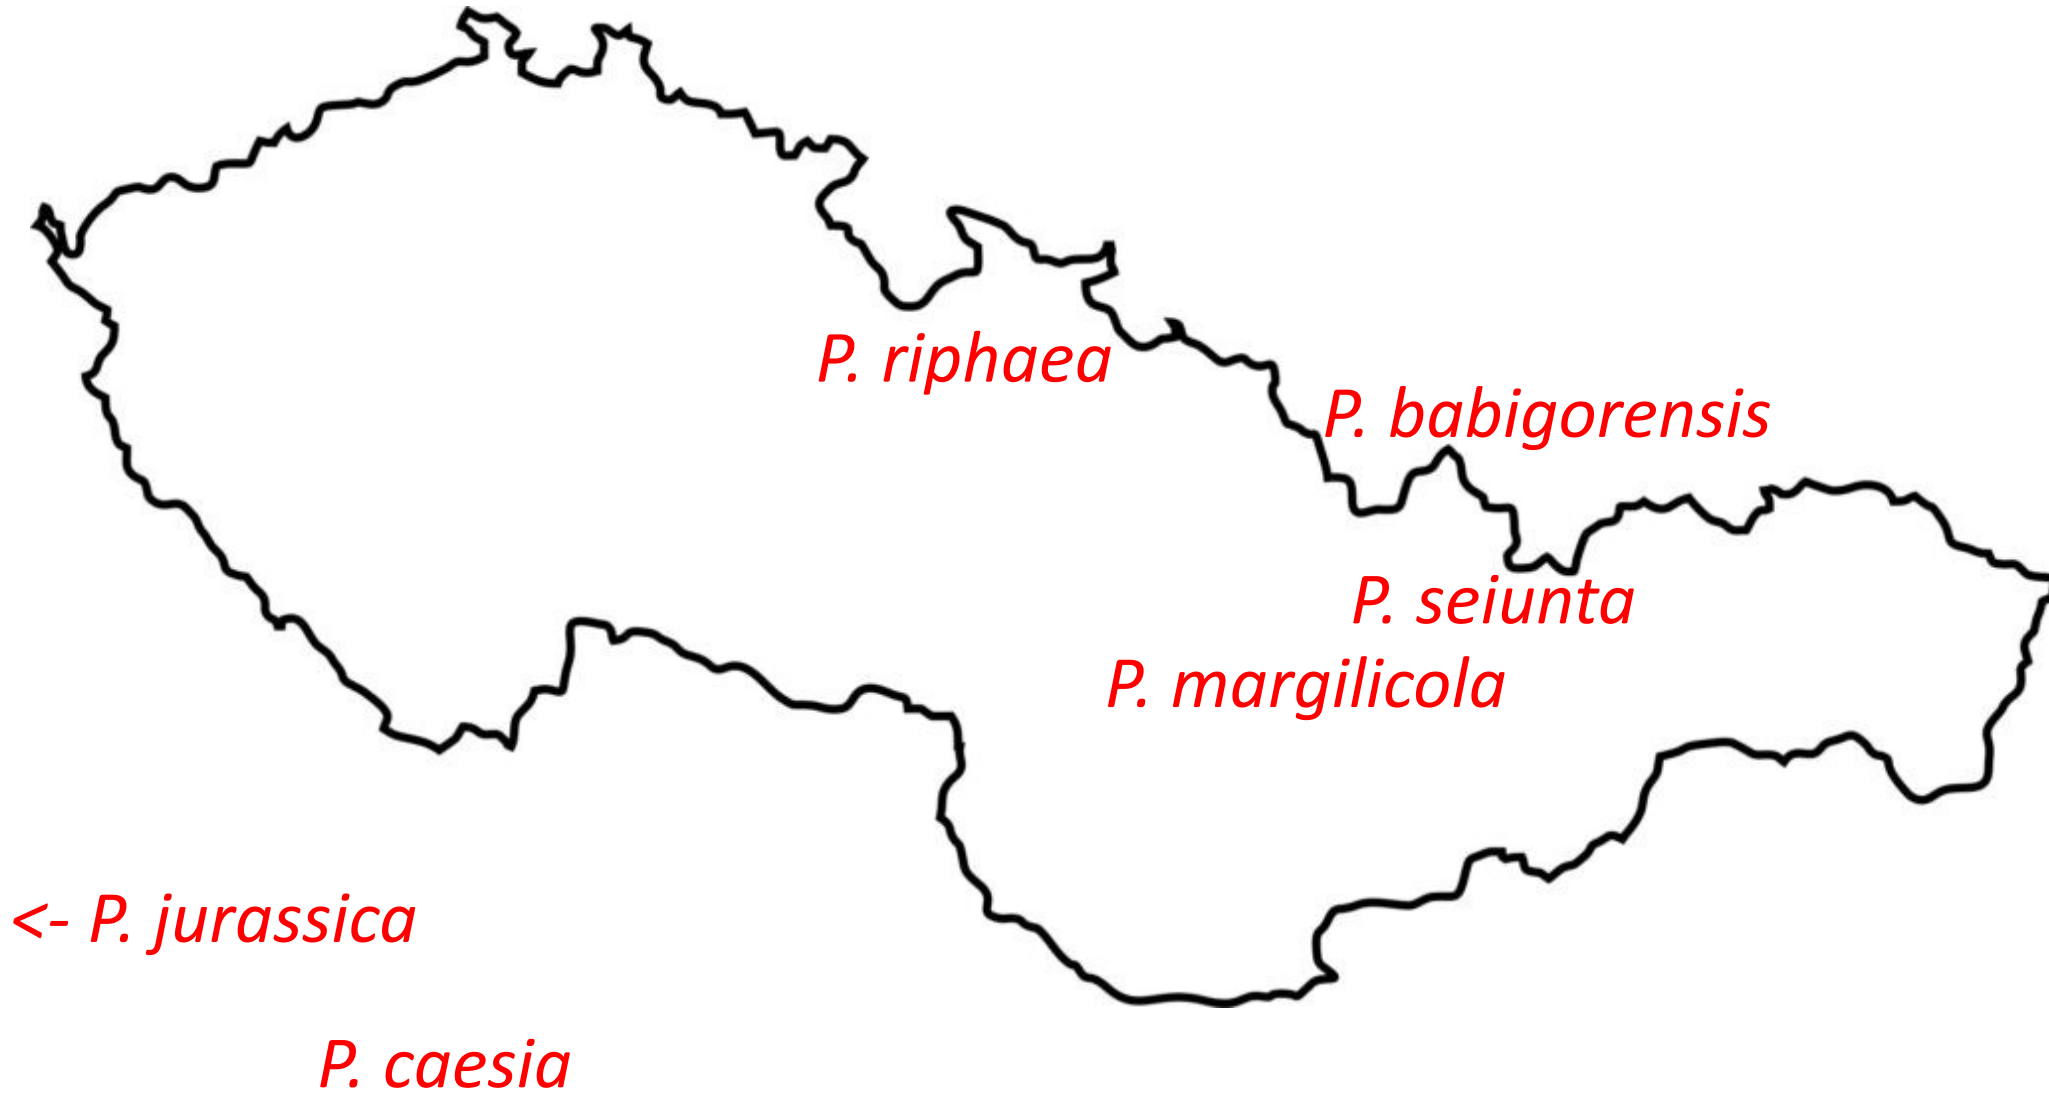 P. riphaea
P. babigorensis
P. seiunta
P. margilicola
<- P. jurassica
P. caesia